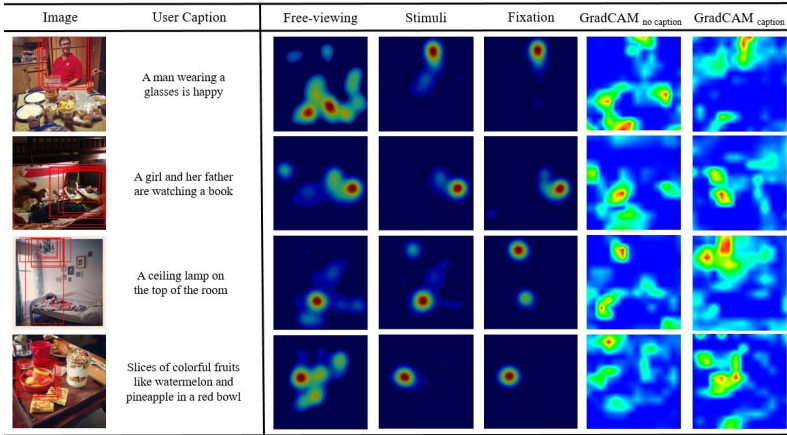 Image User Caption Free-viewing Stimuli Fixation GradCAM no caption GradCAM caption
A man wearing a
glasses is happy
A girl and her father
are watching a book
A ceiling lamp on
the top of the room
Slices of colorful fruits
like watermelon and
pineapple in a red bowl